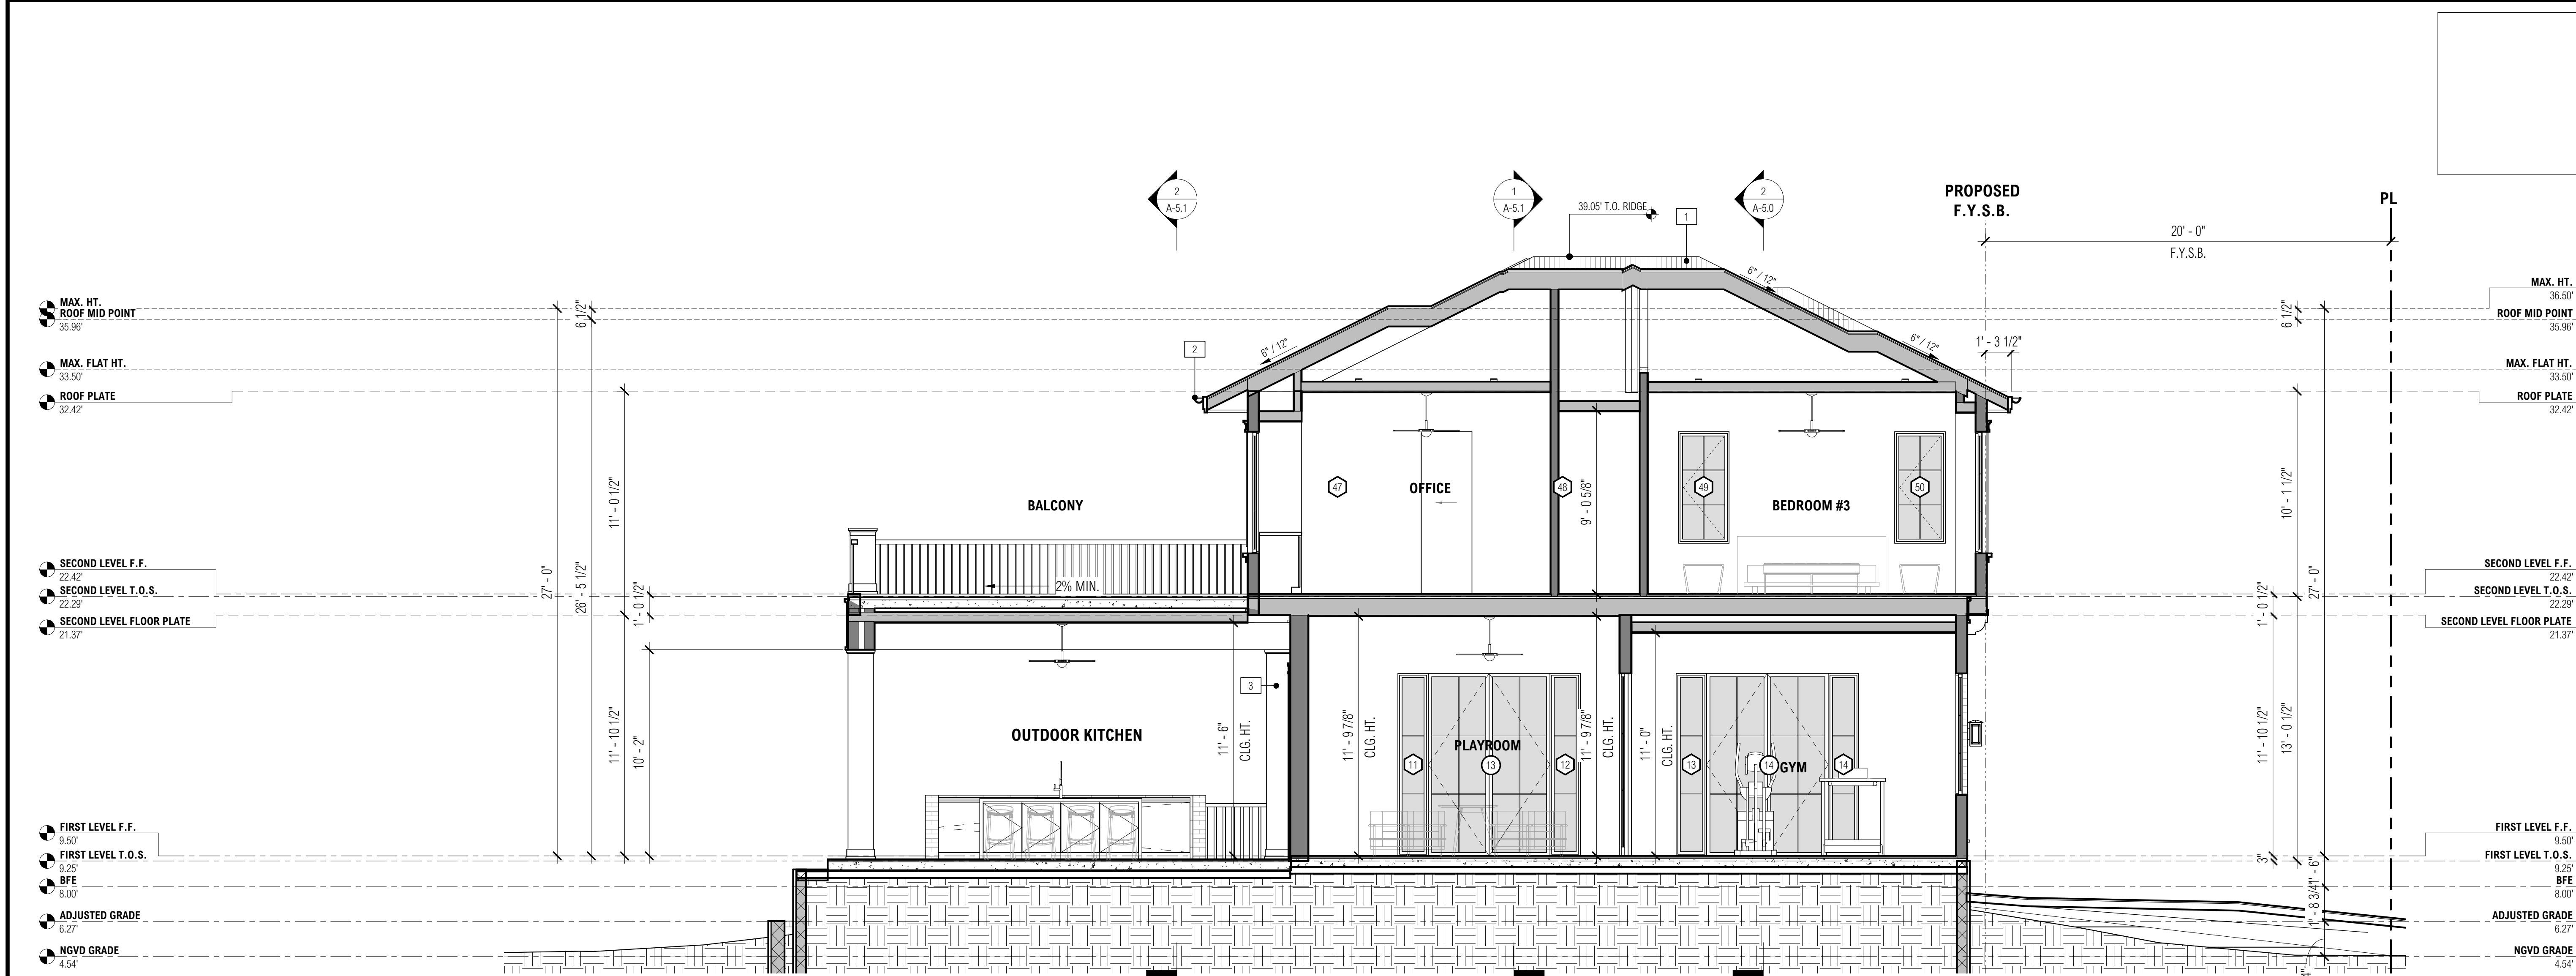 2
A-5.1
1
A-5.1
2
A-5.0
39.05' T.O. RIDGE
1
PROPOSED
F.Y.S.B.
PL
20' - 0"
F.Y.S.B.
MAX. HT.
ROOF MID POINT
35.96'
MAX. FLAT HT.
33.50'
ROOF PLATE
32.42'
SECOND LEVEL F.F.
22.42'
SECOND LEVEL T.O.S.
22.29'
SECOND LEVEL FLOOR PLATE
21.37'
FIRST LEVEL F.F.
9.50'
FIRST LEVEL T.O.S.
9.25'
BFE
8.00'
ADJUSTED GRADE
6.27'
NGVD GRADE
4.54'
27' - 0"
6 1/2"
26' - 5 1/2"
11' - 0 1/2"
11' - 10 1/2"
1' - 0 1/2"
10' - 2"
2
6" / 12"
6" / 12"
6" / 12"
1' - 3 1/2"
BALCONY
2% MIN.
47
OFFICE
48
9' - 0 5/8"
49
BEDROOM #3
50
OUTDOOR KITCHEN
3
11' - 6"
CLG. HT.
11' - 9 7/8"
CLG. HT.
11
PLAYROOM
13
12
11' - 9 7/8"
CLG. HT.
11' - 0"
CLG. HT.
13
14
GYM
14
6 1/2"
10' - 1 1/2"
27' - 0"
1' - 0 1/2"
11' - 10 1/2"
13' - 0 1/2"
3"
1' - 6"
1' - 8 3/4"
MAX. HT.
36.50'
ROOF MID POINT
35.96'
MAX. FLAT HT.
33.50'
ROOF PLATE
32.42'
SECOND LEVEL F.F.
22.42'
SECOND LEVEL T.O.S.
22.29'
SECOND LEVEL FLOOR PLATE
21.37'
FIRST LEVEL F.F.
9.50'
FIRST LEVEL T.O.S.
9.25'
BFE
8.00'
ADJUSTED GRADE
6.27'
NGVD GRADE
4.54'